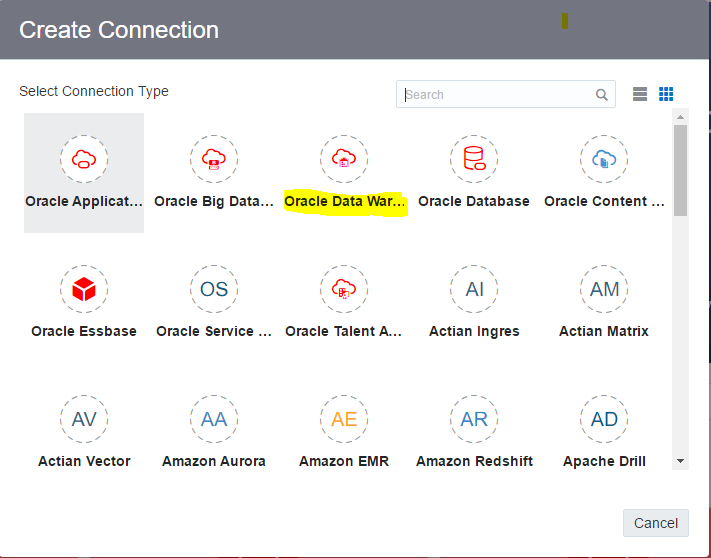 Create Connection
Select Connection Type
Search
Oracle Applicat...
Oracle Big Data...
Oracle Data War...
Oracle Database
Oracle Content ...
OS
AI
AM
Oracle Essbase
Oracle Service ...
Oracle Talent A...
Actian Ingres
Actian Matrix
AV
AA
AE
AR
AD
Actian Vector
Amazon Aurora
Amazon EMR
Amazon Redshift
Apache Drill
Cancel